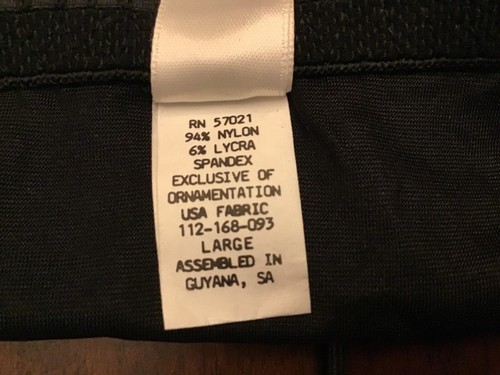 RN 57021
94% NYLON
6% LYCRA
SPANDEX
EXCLUSIVE OF
ORNAMENTATION
USA FABRIC
112-168-093
LARGE
ASSEMBLED IN
GUYANA, SA